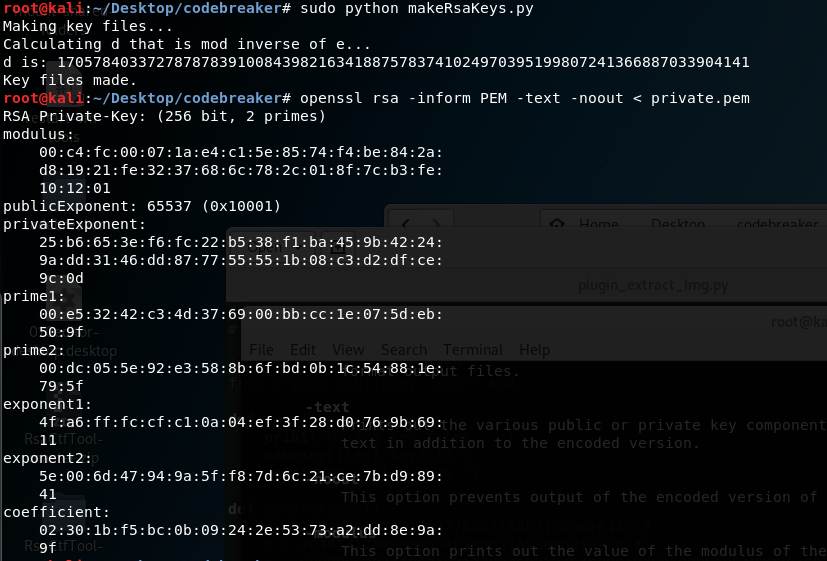 root@kali:~/Desktop/codebreaker# sudo python makeRsaKeys.py
Making key files...
Calculating d that is mod inverse of e...
d is: 17057840337278787839100843982163418875783741024970395199807241366887033904141
Key files made.
root@kali:~/Desktop/codebreaker# openssl rsa -inform PEM -text -noout < private.pem
RSA Private-Key: (256 bit, 2 primes)
modulus:
00:c4:fc:00:07:1a:e4:c1:5e:85:74:f4:be:84:2a:
d8:19:21:fe:32:37:68:6c:78:2c:01:8f:7c:b3:fe:
10:12:01
publicExponent: 65537 (0x10001)
privateExponent:
25:b6:65:3e:f6:fc:22:b5:38:f1:ba:45:9b:42:24:
9a:dd:31:46:dd:87:77:55:55:1b:08:c3:d2:df:ce:
9c:0d
prime1:
00:e5:32:42:c3:4d:37:69:00:bb:cc:1e:07:5d:eb:
50:9f
prime2:
00:dc:05:5e:92:e3:58:8b:6f:bd:0b:1c:54:88:1e:
79:5f
exponent1:
4f:a6:ff:fc:cf:c1:0a:04:ef:3f:28:d0:76:9b:69:
11
exponent2:
5e:00:6d:47:94:9a:5f:f8:7d:6c:21:ce:7b:d9:89:
41
coefficient:
02:30:1b:f5:bc:0b:09:24:2e:53:73:a2:dd:8e:9a:
9f
Home Desktop codebreaker
plugin_extract_img.py
root@ka
File Edit View Search Terminal Help
output files.
-text
the various public or private key component
text in addition to the encoded version.
This option prevents output of the encoded version of
This option prints out the value of the modulus of the